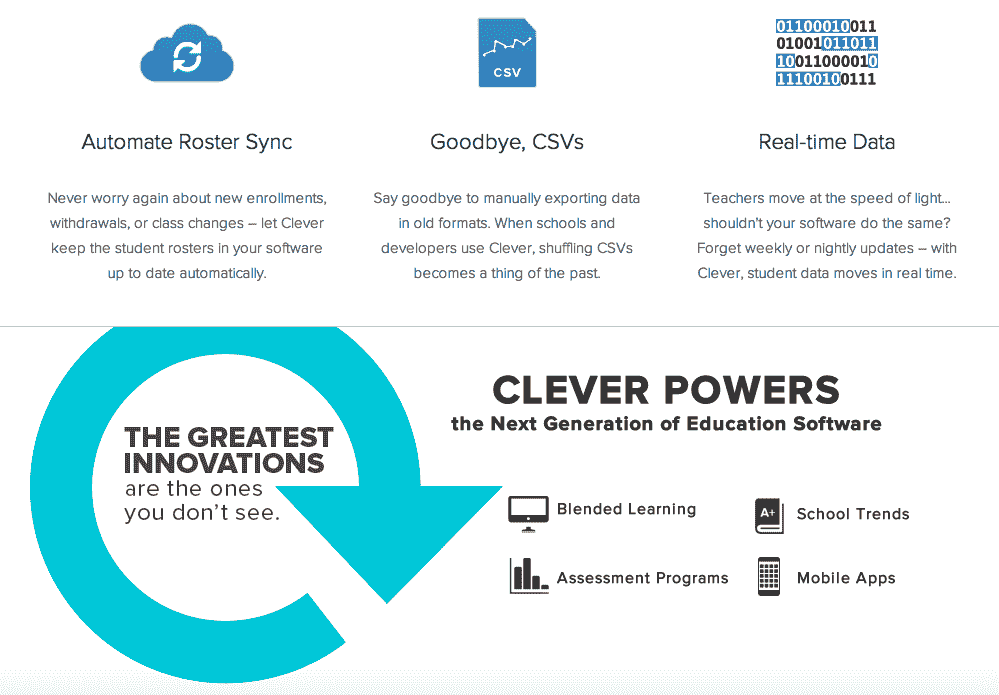 CSV
01100010011
01001011011
10011000010
11100100111
Automate Roster Sync
Goodbye, CSVs
Real-time Data
Never worry again about new enrollments,
withdrawals, or class changes – let Clever
keep the student rosters in your software
up to date automatically.
Say goodbye to manually exporting data
in old formats. When schools and
developers use Clever, shuffling CSVs
becomes a thing of the past.
Teachers move at the speed of light...
shouldn't your software do the same?
Forget weekly or nightly updates – with
Clever, student data moves in real time.
THE GREATEST
INNOVATIONS
are the ones
you don't see.
CLEVER POWERS
the Next Generation of Education Software
Blended Learning
A+
School Trends
Assessment Programs
Mobile Apps